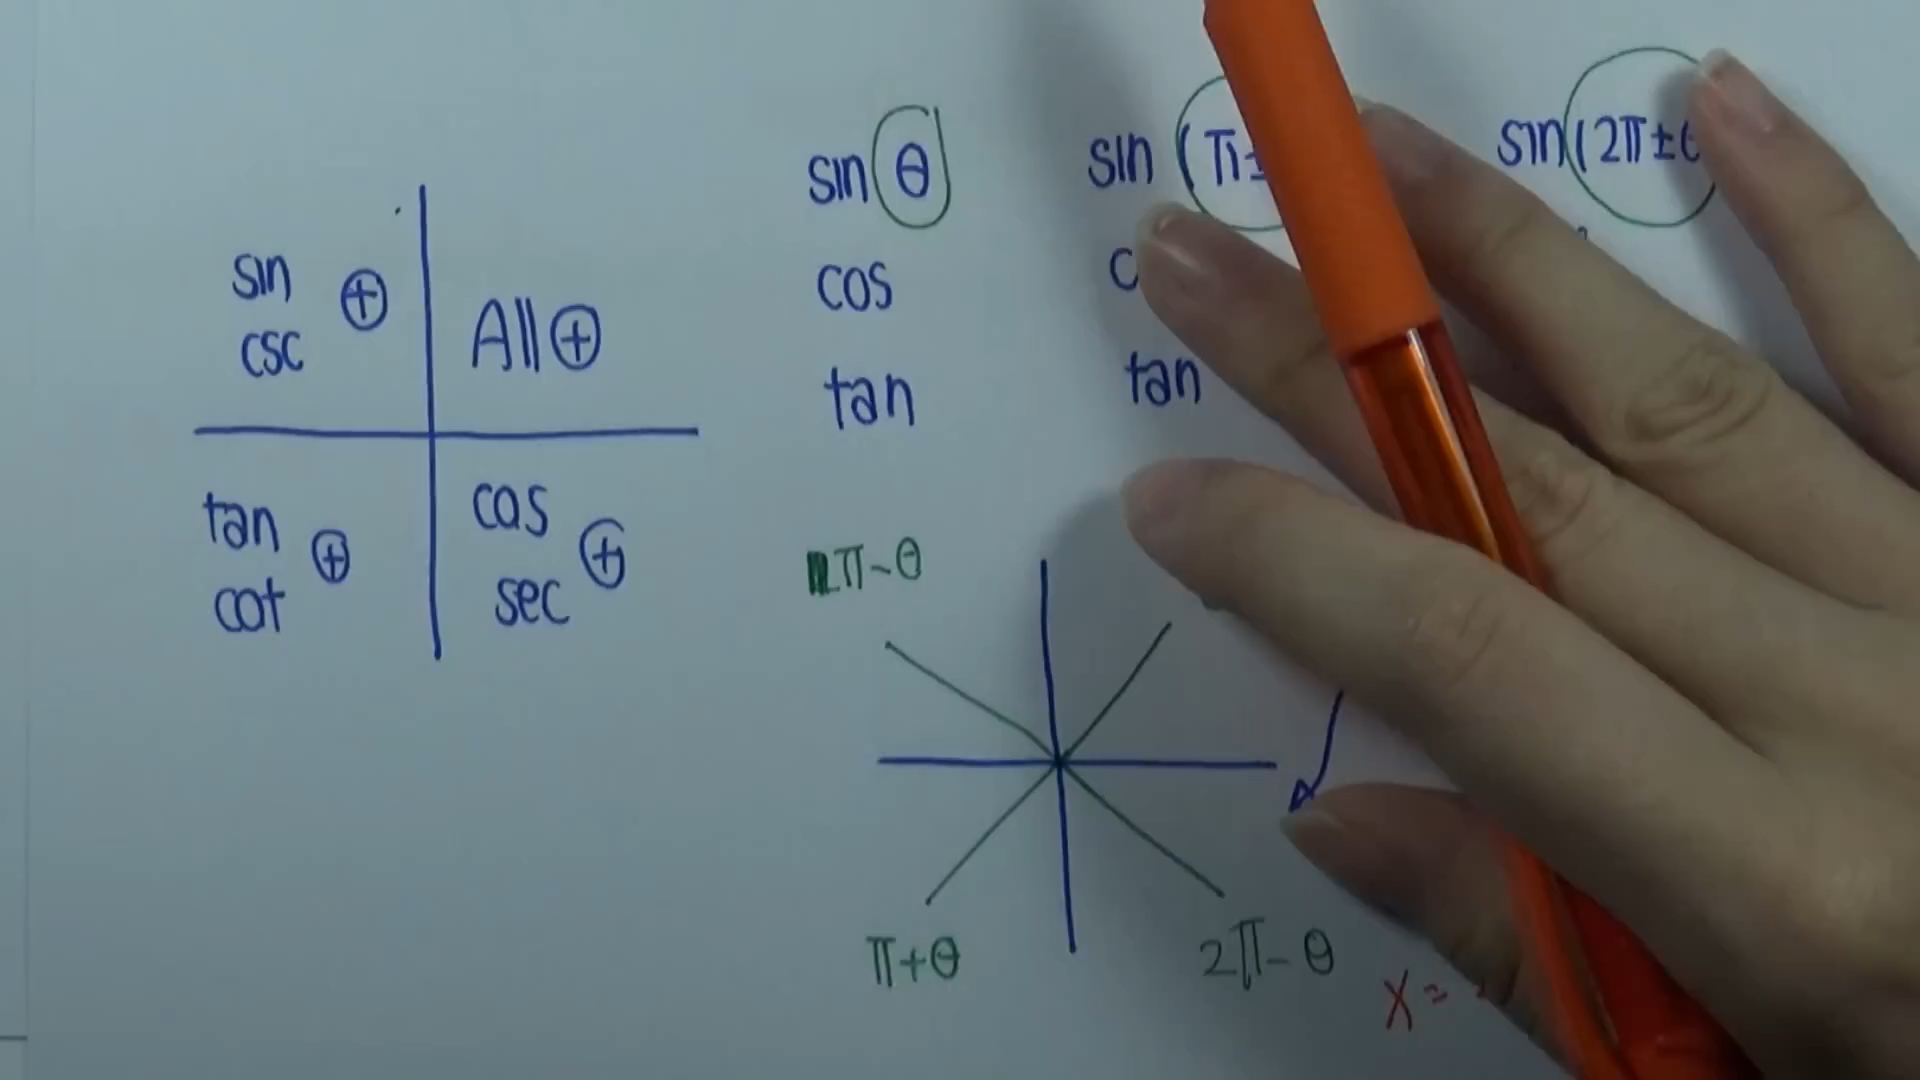 sin
csc
⊕
All ⊕
tan
cot
⊕
cos
sec
⊕
sin θ
cos
tan
sin (π±
tan
sin(2π±
π-θ
π+θ
2π-θ
x =